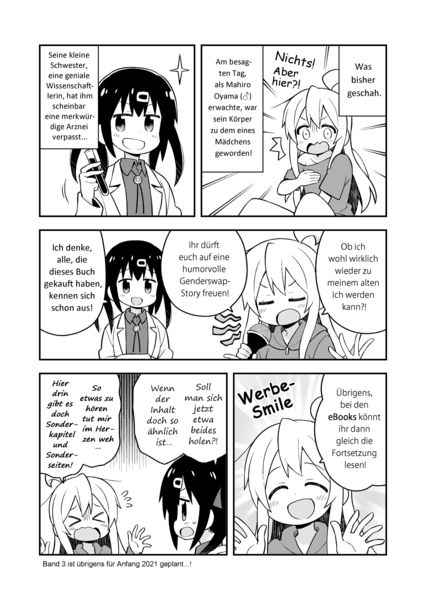 Was
bisher
geschah.
Nichts!
Aber
hier?!
Am besag-
ten Tag,
als Mahiro
Oyama (♂)
erwachte, war
sein Körper
zu dem eines
Mädchens
geworden!
Seine kleine
Schwester,
eine geniale
Wissenschaft-
lerin, hat ihm
scheinbar
eine merkwür-
dige Arznei
verpasst...
Ob ich
wohl wirklich
wieder zu
meinem alten
Ich werden
kann?!
Ihr dürft
euch auf eine
humorvolle
Genderswap-
Story freuen!
Ich denke,
alle, die
dieses Buch
gekauft haben,
kennen sich
schon aus!
Übrigens,
bei den
eBooks könnt
ihr dann
gleich die
Fortsetzung
lesen!
Werbe-
Smile
Soll
man sich
jetzt
etwa
beides
holen?!
Wenn
der
Inhalt
doch so
ähnlich
ist...
So
etwas zu
hören
tut mir
im Her-
zen weh
...
Hier
drin
gibt es
doch
Sonder-
kapitel
und
Sonder-
seiten!
Band 3 ist übrigens für Anfang 2021 geplant...!